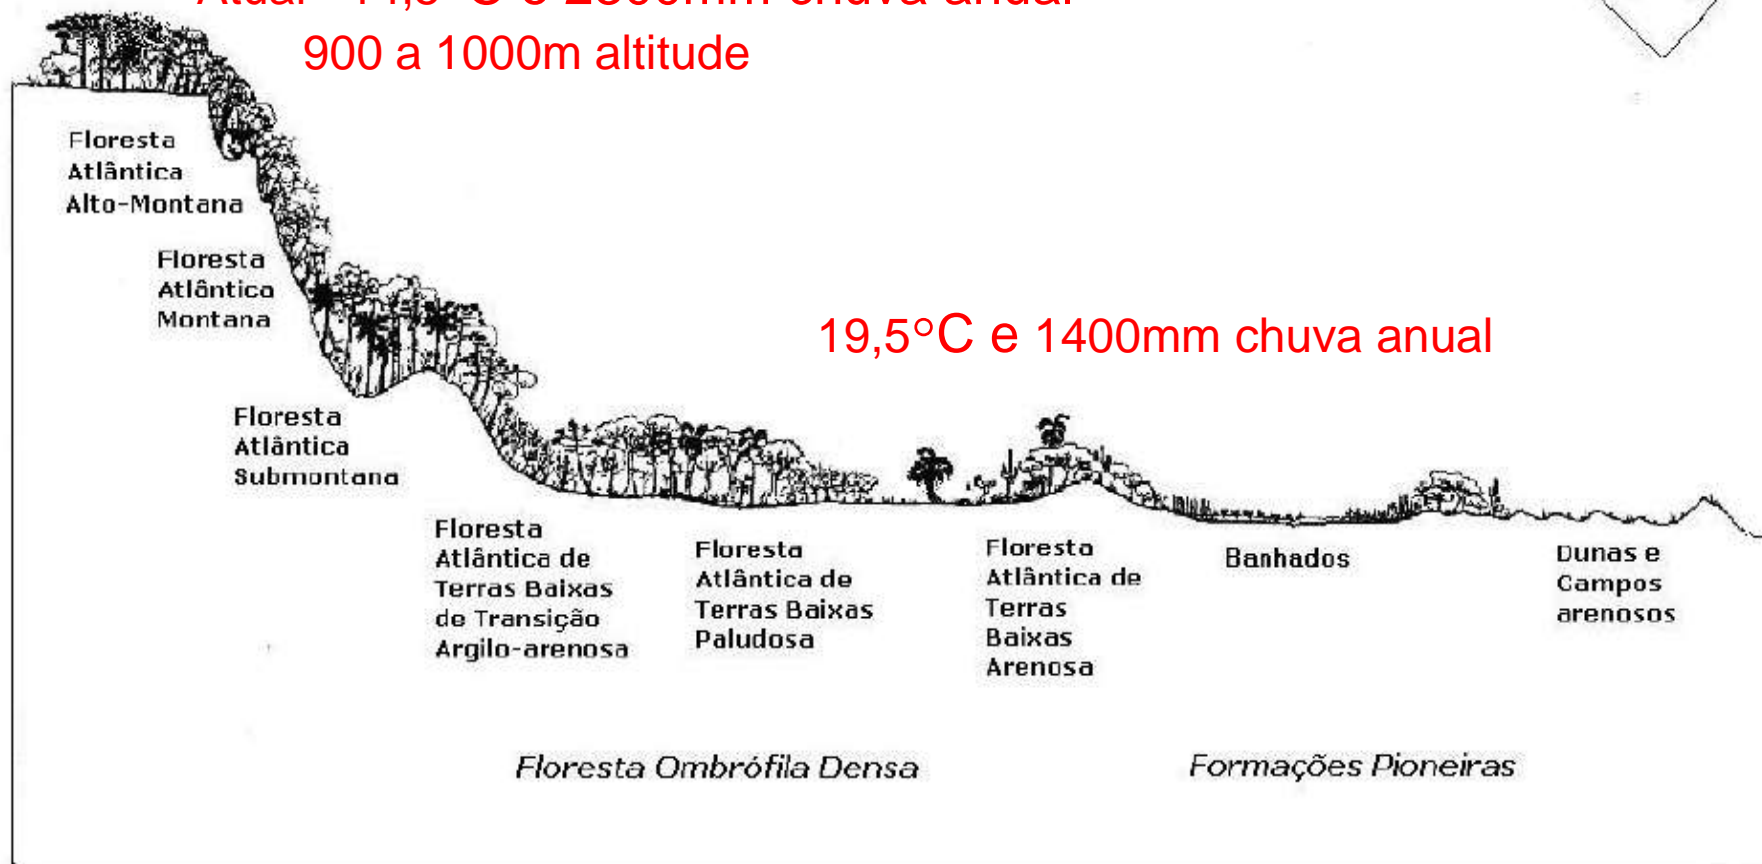 900 a 1000m altitude
Floresta
Atlântica
Alto-Montana
Floresta
Atlântica
Montana
19,5°C e 1400mm chuva anual
Floresta
Atlântica
Submontana
Floresta
Atlântica de
Terras Baixas
de Transição
Argilo-arenosa
Floresta
Atlântica de
Terras Baixas
Paludosa
Floresta
Atlântica de
Terras
Baixas
Arenosa
Banhados
Dunas e
Campos
arenosos
Floresta Ombrófila Densa
Formações Pioneiras